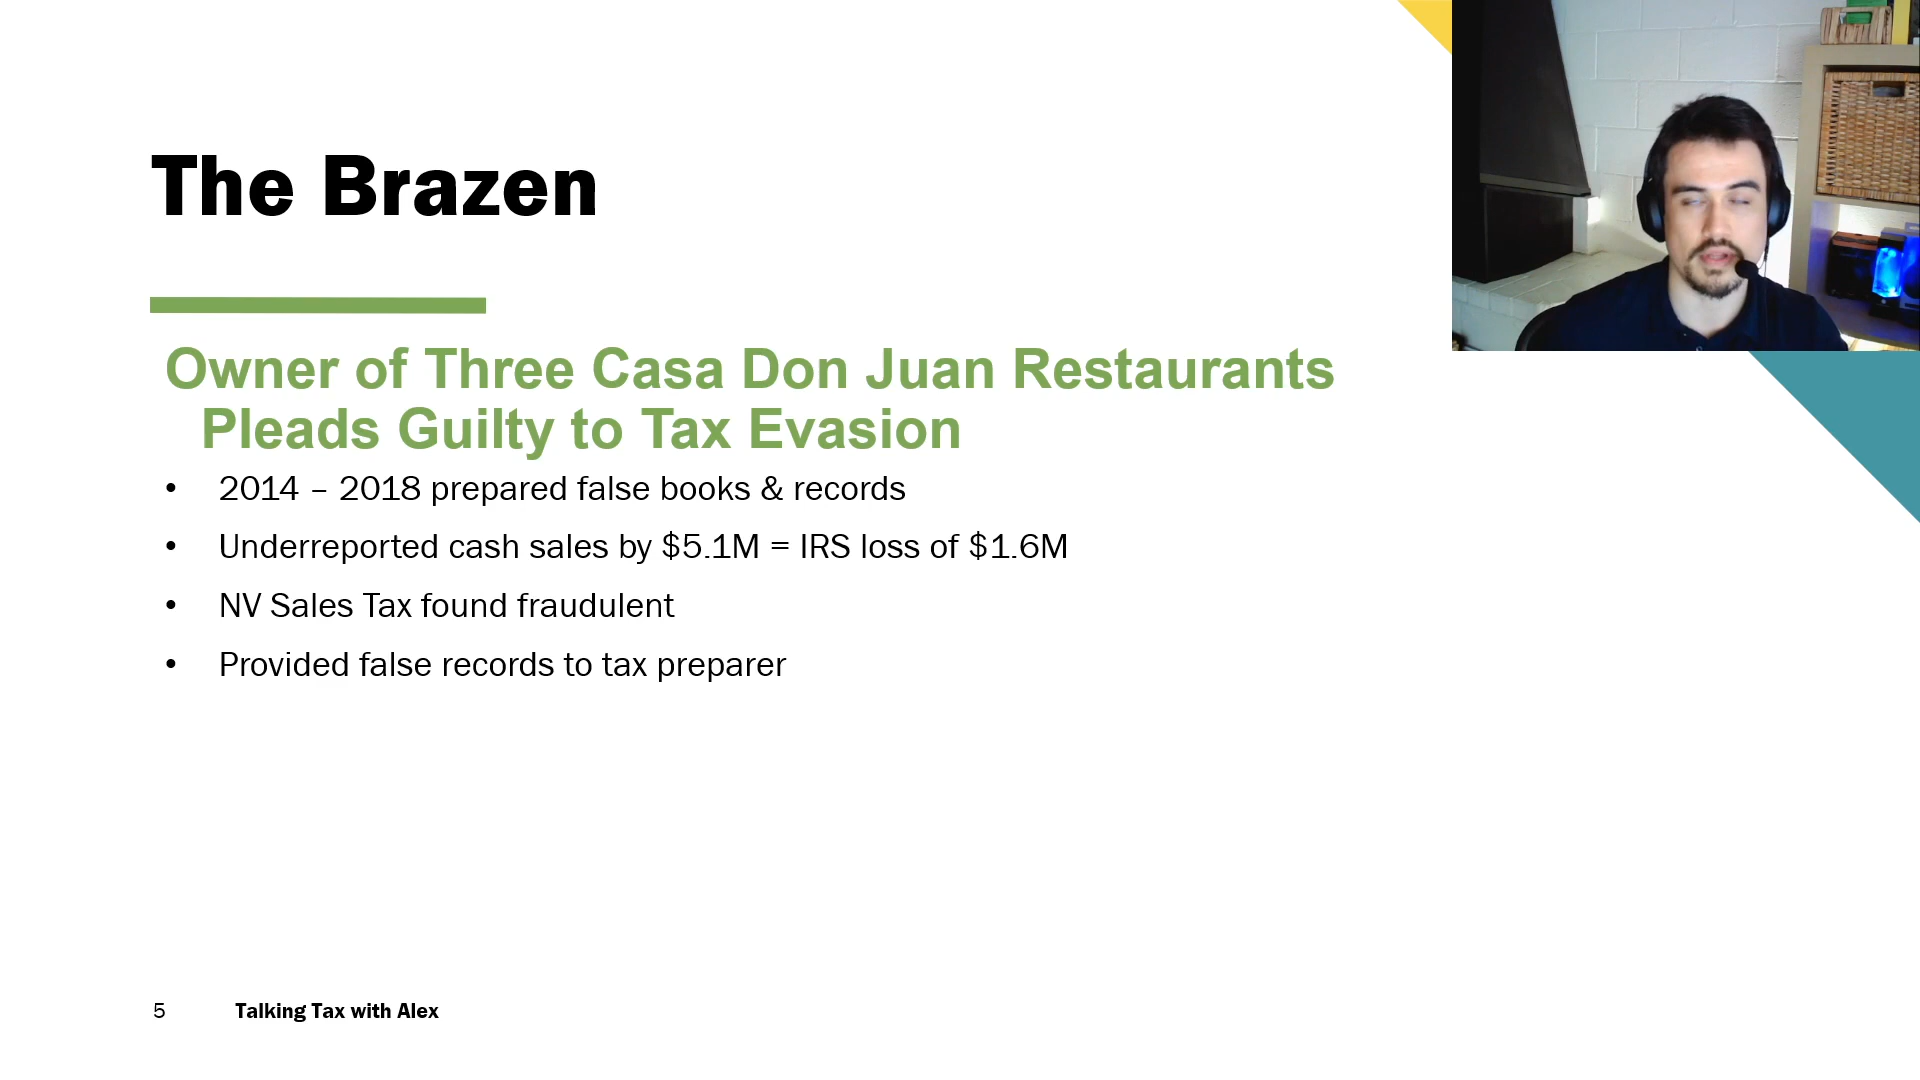 The Brazen
Owner of Three Casa Don Juan Restaurants
Pleads Guilty to Tax Evasion
• 2014 – 2018 prepared false books & records
• Underreported cash sales by $5.1M = IRS loss of $1.6M
• NV Sales Tax found fraudulent
• Provided false records to tax preparer
5 Talking Tax with Alex